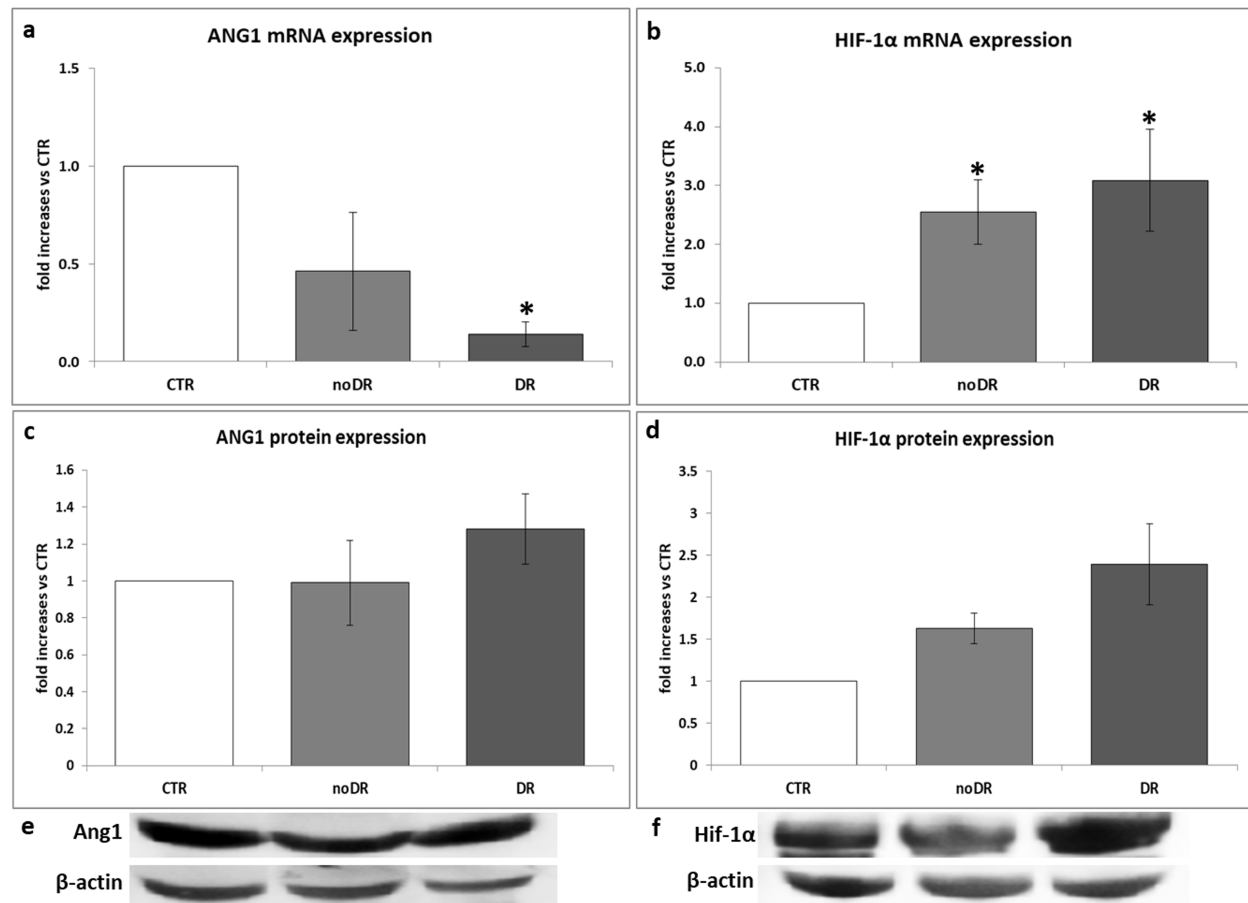 a
ANG1 mRNA expression
fold increases vs CTR
1.5
1.0
0.5
0.0
*
CTR noDR DR
b
HIF-1α mRNA expression
fold increases vs CTR
5.0
4.0
3.0
2.0
1.0
0.0
* *
CTR noDR DR
c
ANG1 protein expression
fold increases vs CTR
1.6
1.4
1.2
1
0.8
0.6
0.4
0.2
0
CTR noDR DR
d
HIF-1α protein expression
fold increases vs CTR
3.5
3
2.5
2
1.5
1
0.5
0
CTR noDR DR
e
Ang1
β-actin
f
Hif-1α
β-actin